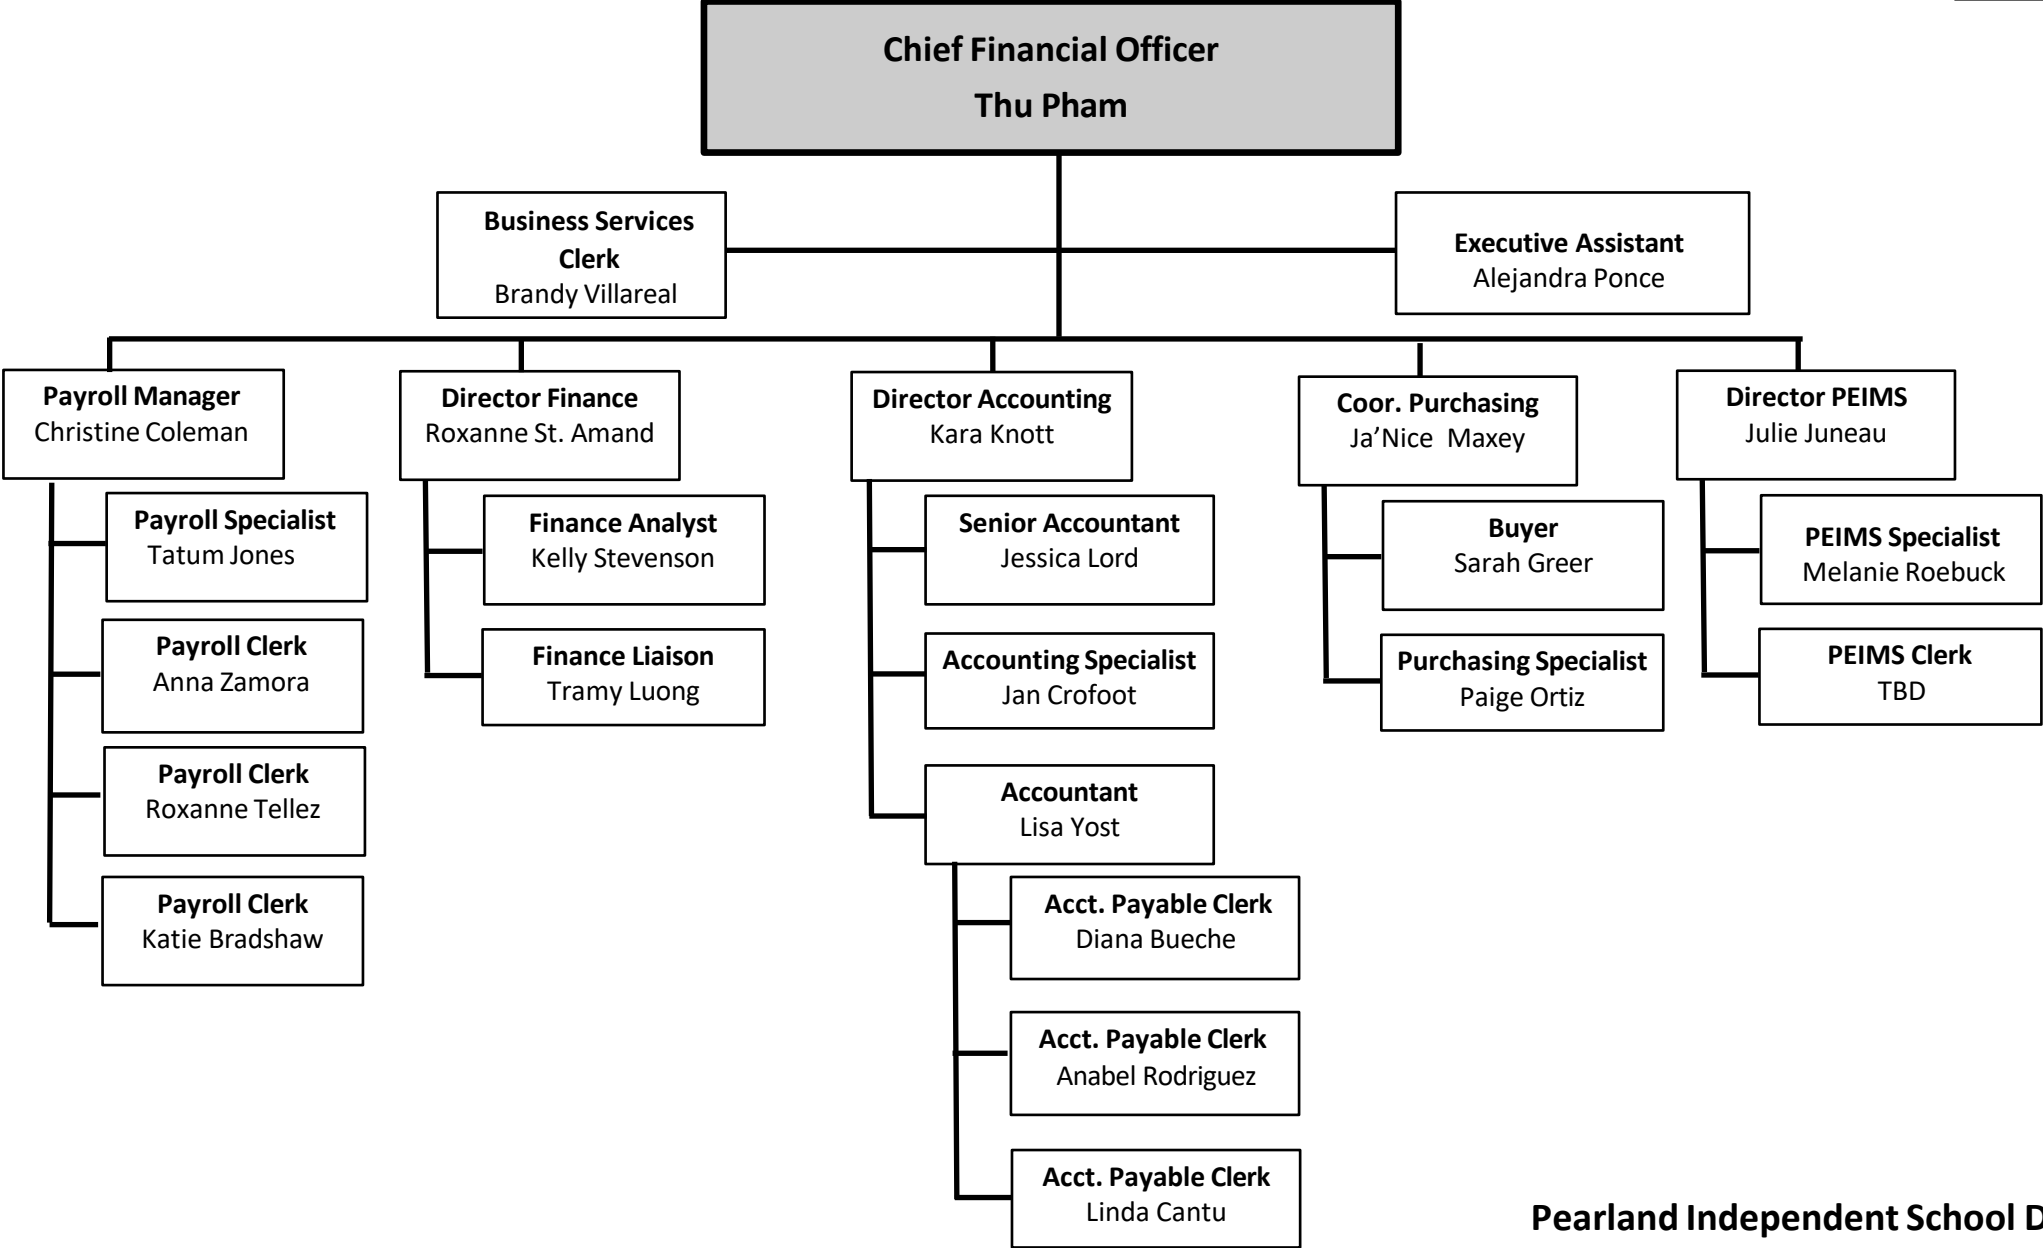 Chief Financial Officer
Thu Pham
Business Services
Clerk
Brandy Villareal
Executive Assistant
Alejandra Ponce
Payroll Manager
Christine Coleman
Director Finance
Roxanne St. Amand
Director Accounting
Kara Knott
Coor. Purchasing
Ja’Nice  Maxey
Director PEIMS
Julie Juneau
Payroll Specialist
Tatum Jones
Payroll Clerk
Anna Zamora
Payroll Clerk
Roxanne Tellez
Payroll Clerk
Katie Bradshaw
Finance Analyst
Kelly Stevenson
Finance Liaison
Tramy Luong
Senior Accountant
Jessica Lord
Accounting Specialist
Jan Crofoot
Accountant
Lisa Yost
Acct. Payable Clerk
Diana Bueche
Acct. Payable Clerk
Anabel Rodriguez
Acct. Payable Clerk
Linda Cantu
Buyer
Sarah Greer
Purchasing Specialist
Paige Ortiz
PEIMS Specialist
Melanie Roebuck
PEIMS Clerk
TBD
Pearland Independent School D